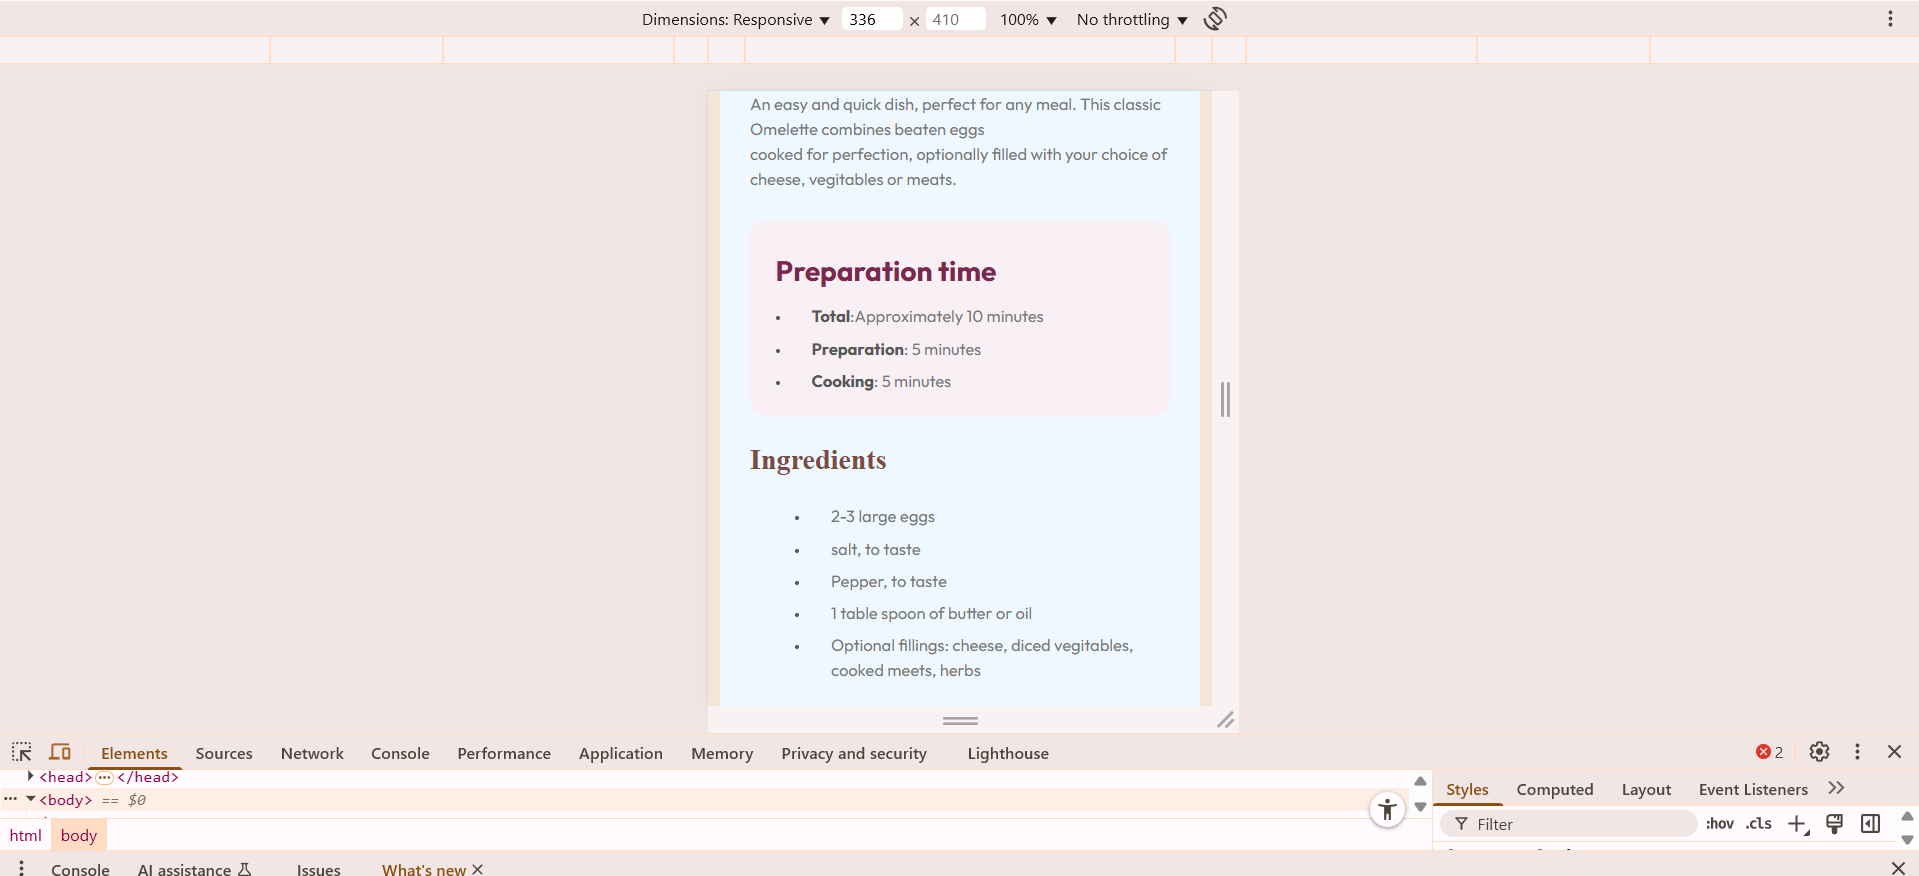 Dimensions: Responsive ▼ 336 × 410 100% ▼ No throttling ▼
An easy and quick dish, perfect for any meal. This classic
Omelette combines beaten eggs
cooked for perfection, optionally filled with your choice of
cheese, vegitables or meats.
Preparation time
• Total:Approximately 10 minutes
• Preparation: 5 minutes
• Cooking: 5 minutes
Ingredients
• 2-3 large eggs
• salt, to taste
• Pepper, to taste
• 1 table spoon of butter or oil
• Optional fillings: cheese, diced vegitables,
cooked meets, herbs
Elements Sources Network Console Performance Application Memory Privacy and security Lighthouse 2
<head>…</head>
… <body> == $0
html body
Styles Computed Layout Event Listeners
Filter :hov .cls
Console AI assistance Issues What's new